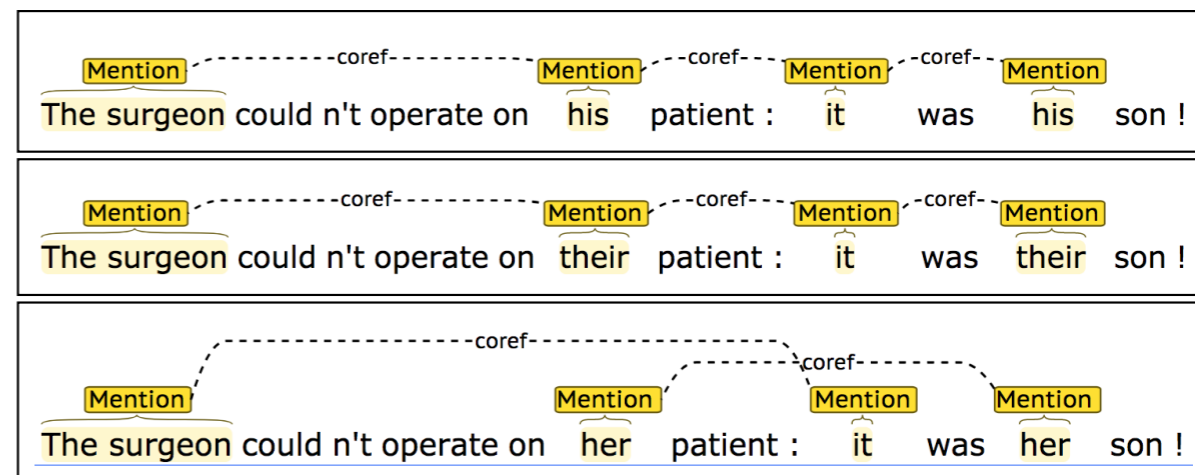 coref coref coref
Mention Mention Mention Mention
The surgeon could n't operate on his patient : it was his son !
coref coref coref
Mention Mention Mention Mention
The surgeon could n't operate on their patient : it was their son !
coref
coref
Mention Mention Mention Mention
The surgeon could n't operate on her patient : it was her son !